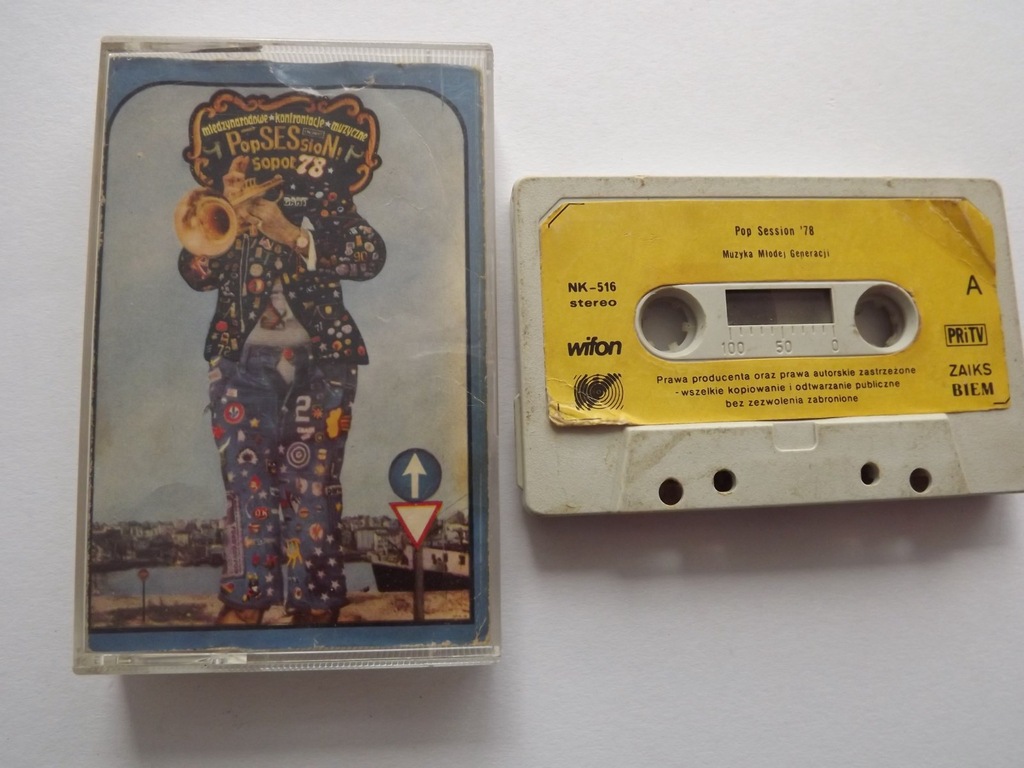 międzynarodowe ★ konfrontacje ★ muzyczne
PopSESsioN!
sopot 78
Pop Session '78
Muzyka Młodej Generacji
NK-516
stereo
A
wifon
PRiTV
ZAIKS
BIEM
100 50 0
Prawa producenta oraz prawa autorskie zastrzeżone
- wszelkie kopiowanie i odtwarzanie publiczne
bez zezwolenia zabronione